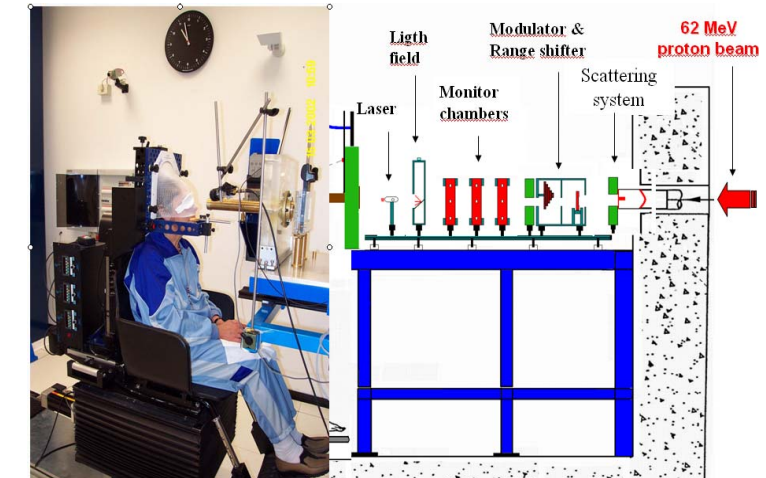 Ligth
field
Modulator &
Range shifter
62 MeV
proton beam
Scattering
system
Monitor
chambers
Laser